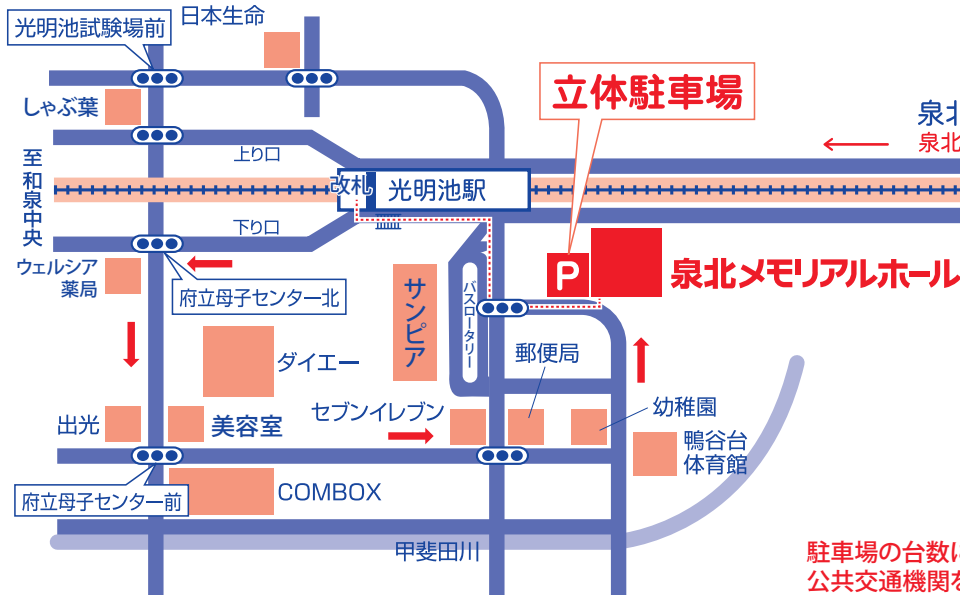 光明池試験場前
日本生命
しゃぶ葉
立体駐車場
泉北
泉北
上り口
至和泉中央
改札
光明池駅
下り口
ウェルシア
薬局
府立母子センター北
P
泉北メモリアルホール
サンピア
バスロータリー
ダイエー
郵便局
セブンイレブン
幼稚園
出光
美容室
鴨谷台
体育館
COMBOX
府立母子センター前
甲斐田川
駐車場の台数に
公共交通機関を